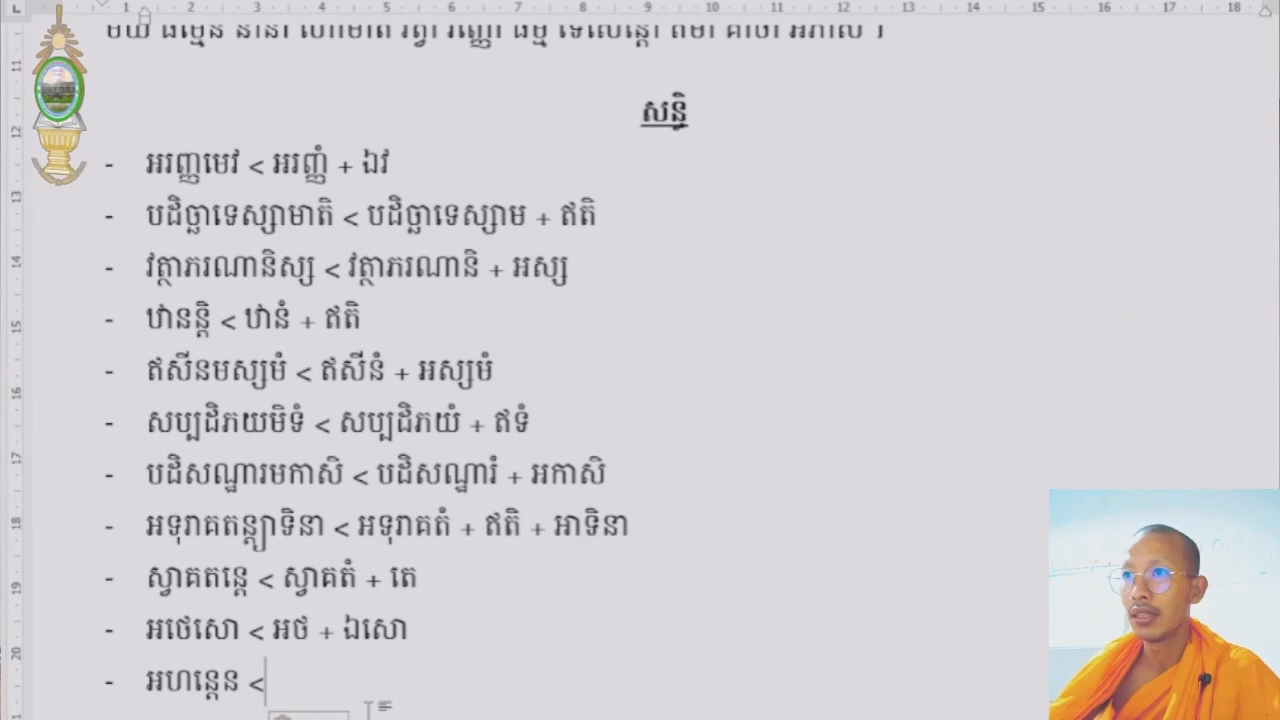 សន្ធិ
- អរញ្ញមេវ < អរញ្ញំ + ឯវ
- បដិច្ឆាទេស្សាមាតិ < បដិច្ឆាទេស្សាម + ឥតិ
- វត្ថាភរណានិស្ស < វត្ថាភរណានិ + អស្ស
- ឋានន្តិ < ឋានំ + ឥតិ
- ឥសីនមស្សមំ < ឥសីនំ + អស្សមំ
- សប្បដិភយមិទំ < សប្បដិភយំ + ឥទំ
- បដិសណ្ឋារមកាសិ < បដិសណ្ឋារំ + អកាសិ
- អទុរាគតន្ត្យាទិនា < អទុរាគតំ + ឥតិ + អាទិនា
- ស្វាគតន្តេ < ស្វាគតំ + តេ
- អថេសោ < អថ + ឯសោ
- អហន្តេន <